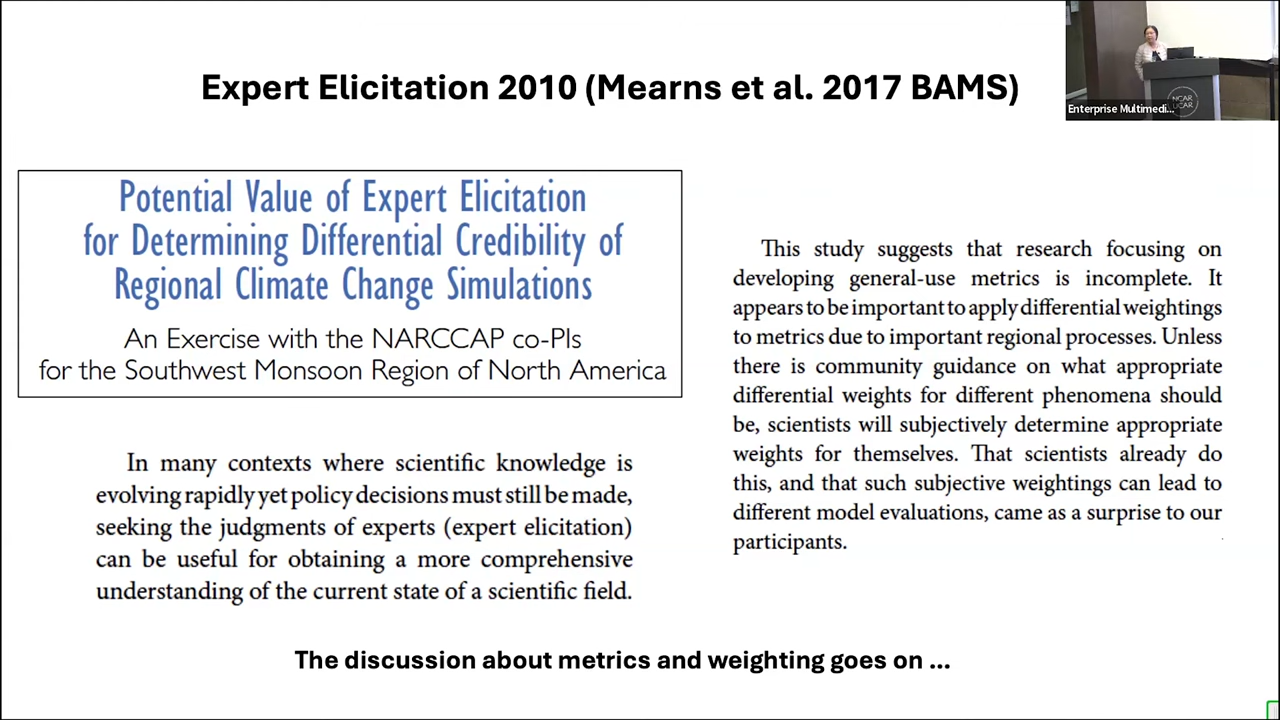 Expert Elicitation 2010 (Mearns et al. 2017 BAMS)
Enterprise Multimedi...
NCAR
UCAR
Potential Value of Expert Elicitation
for Determining Differential Credibility of
Regional Climate Change Simulations
An Exercise with the NARCCAP co-PIs
for the Southwest Monsoon Region of North America
In many contexts where scientific knowledge is
evolving rapidly yet policy decisions must still be made,
seeking the judgments of experts (expert elicitation)
can be useful for obtaining a more comprehensive
understanding of the current state of a scientific field.
This study suggests that research focusing on
developing general-use metrics is incomplete. It
appears to be important to apply differential weightings
to metrics due to important regional processes. Unless
there is community guidance on what appropriate
differential weights for different phenomena should
be, scientists will subjectively determine appropriate
weights for themselves. That scientists already do
this, and that such subjective weightings can lead to
different model evaluations, came as a surprise to our
participants.
The discussion about metrics and weighting goes on ...